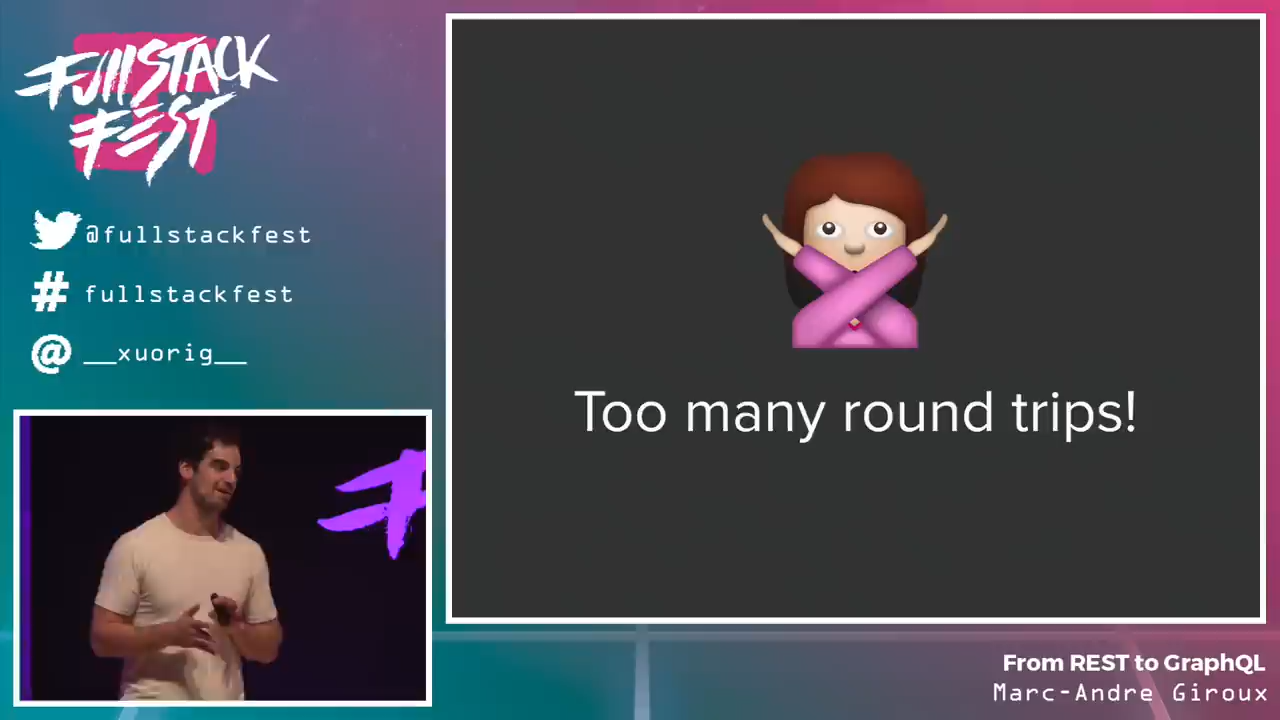 FullSTACK
FEST
@fullstackfest
# fullstackfest
@ __xuorig__
Too many round trips!
From REST to GraphQL
Marc-Andre Giroux